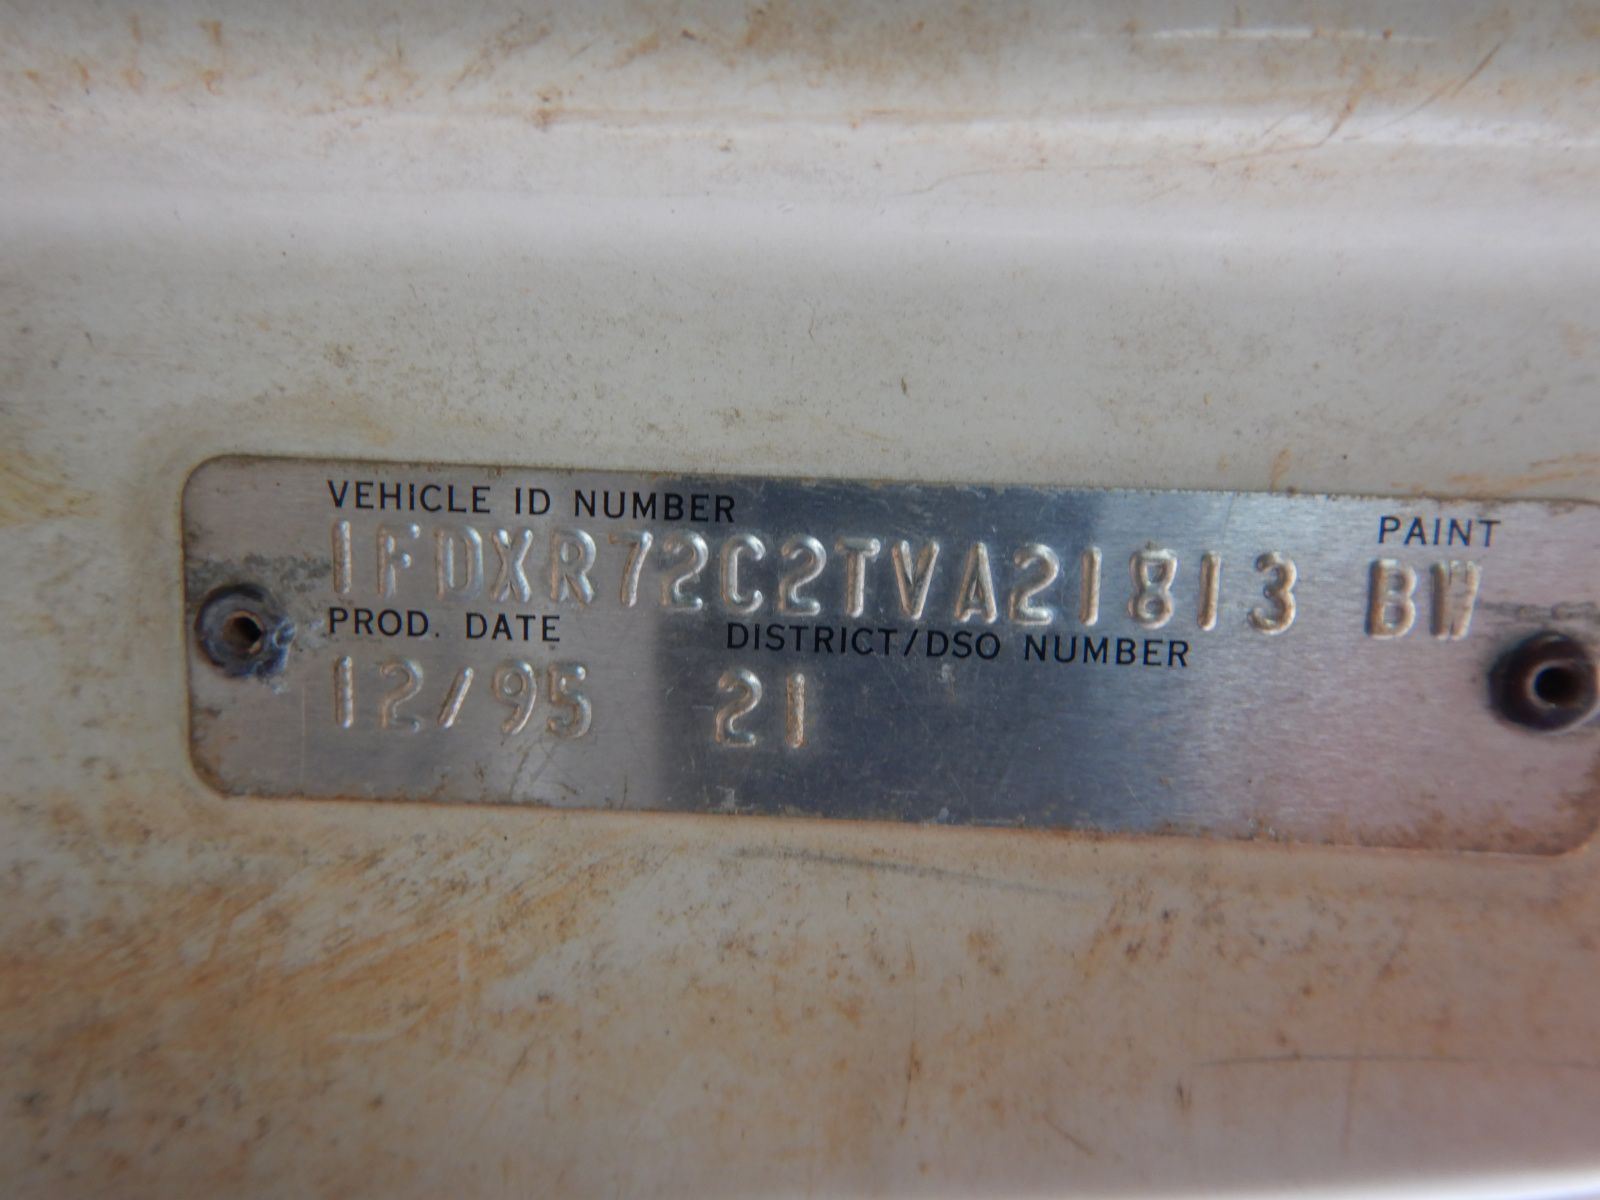 VEHICLE ID NUMBER
PAINT
1FDXR72C2TVA21813 BW
PROD. DATE DISTRICT/DSO NUMBER
12/95 21